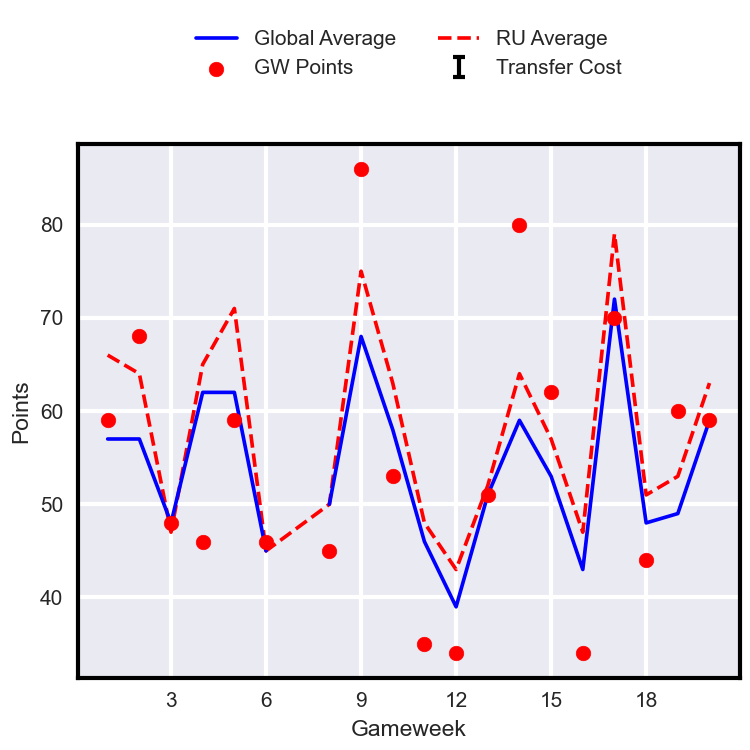 Global Average
RU Average
GW Points
Transfer Cost
80
70
60
50
40
Points
3 6 9 12 15 18
Gameweek